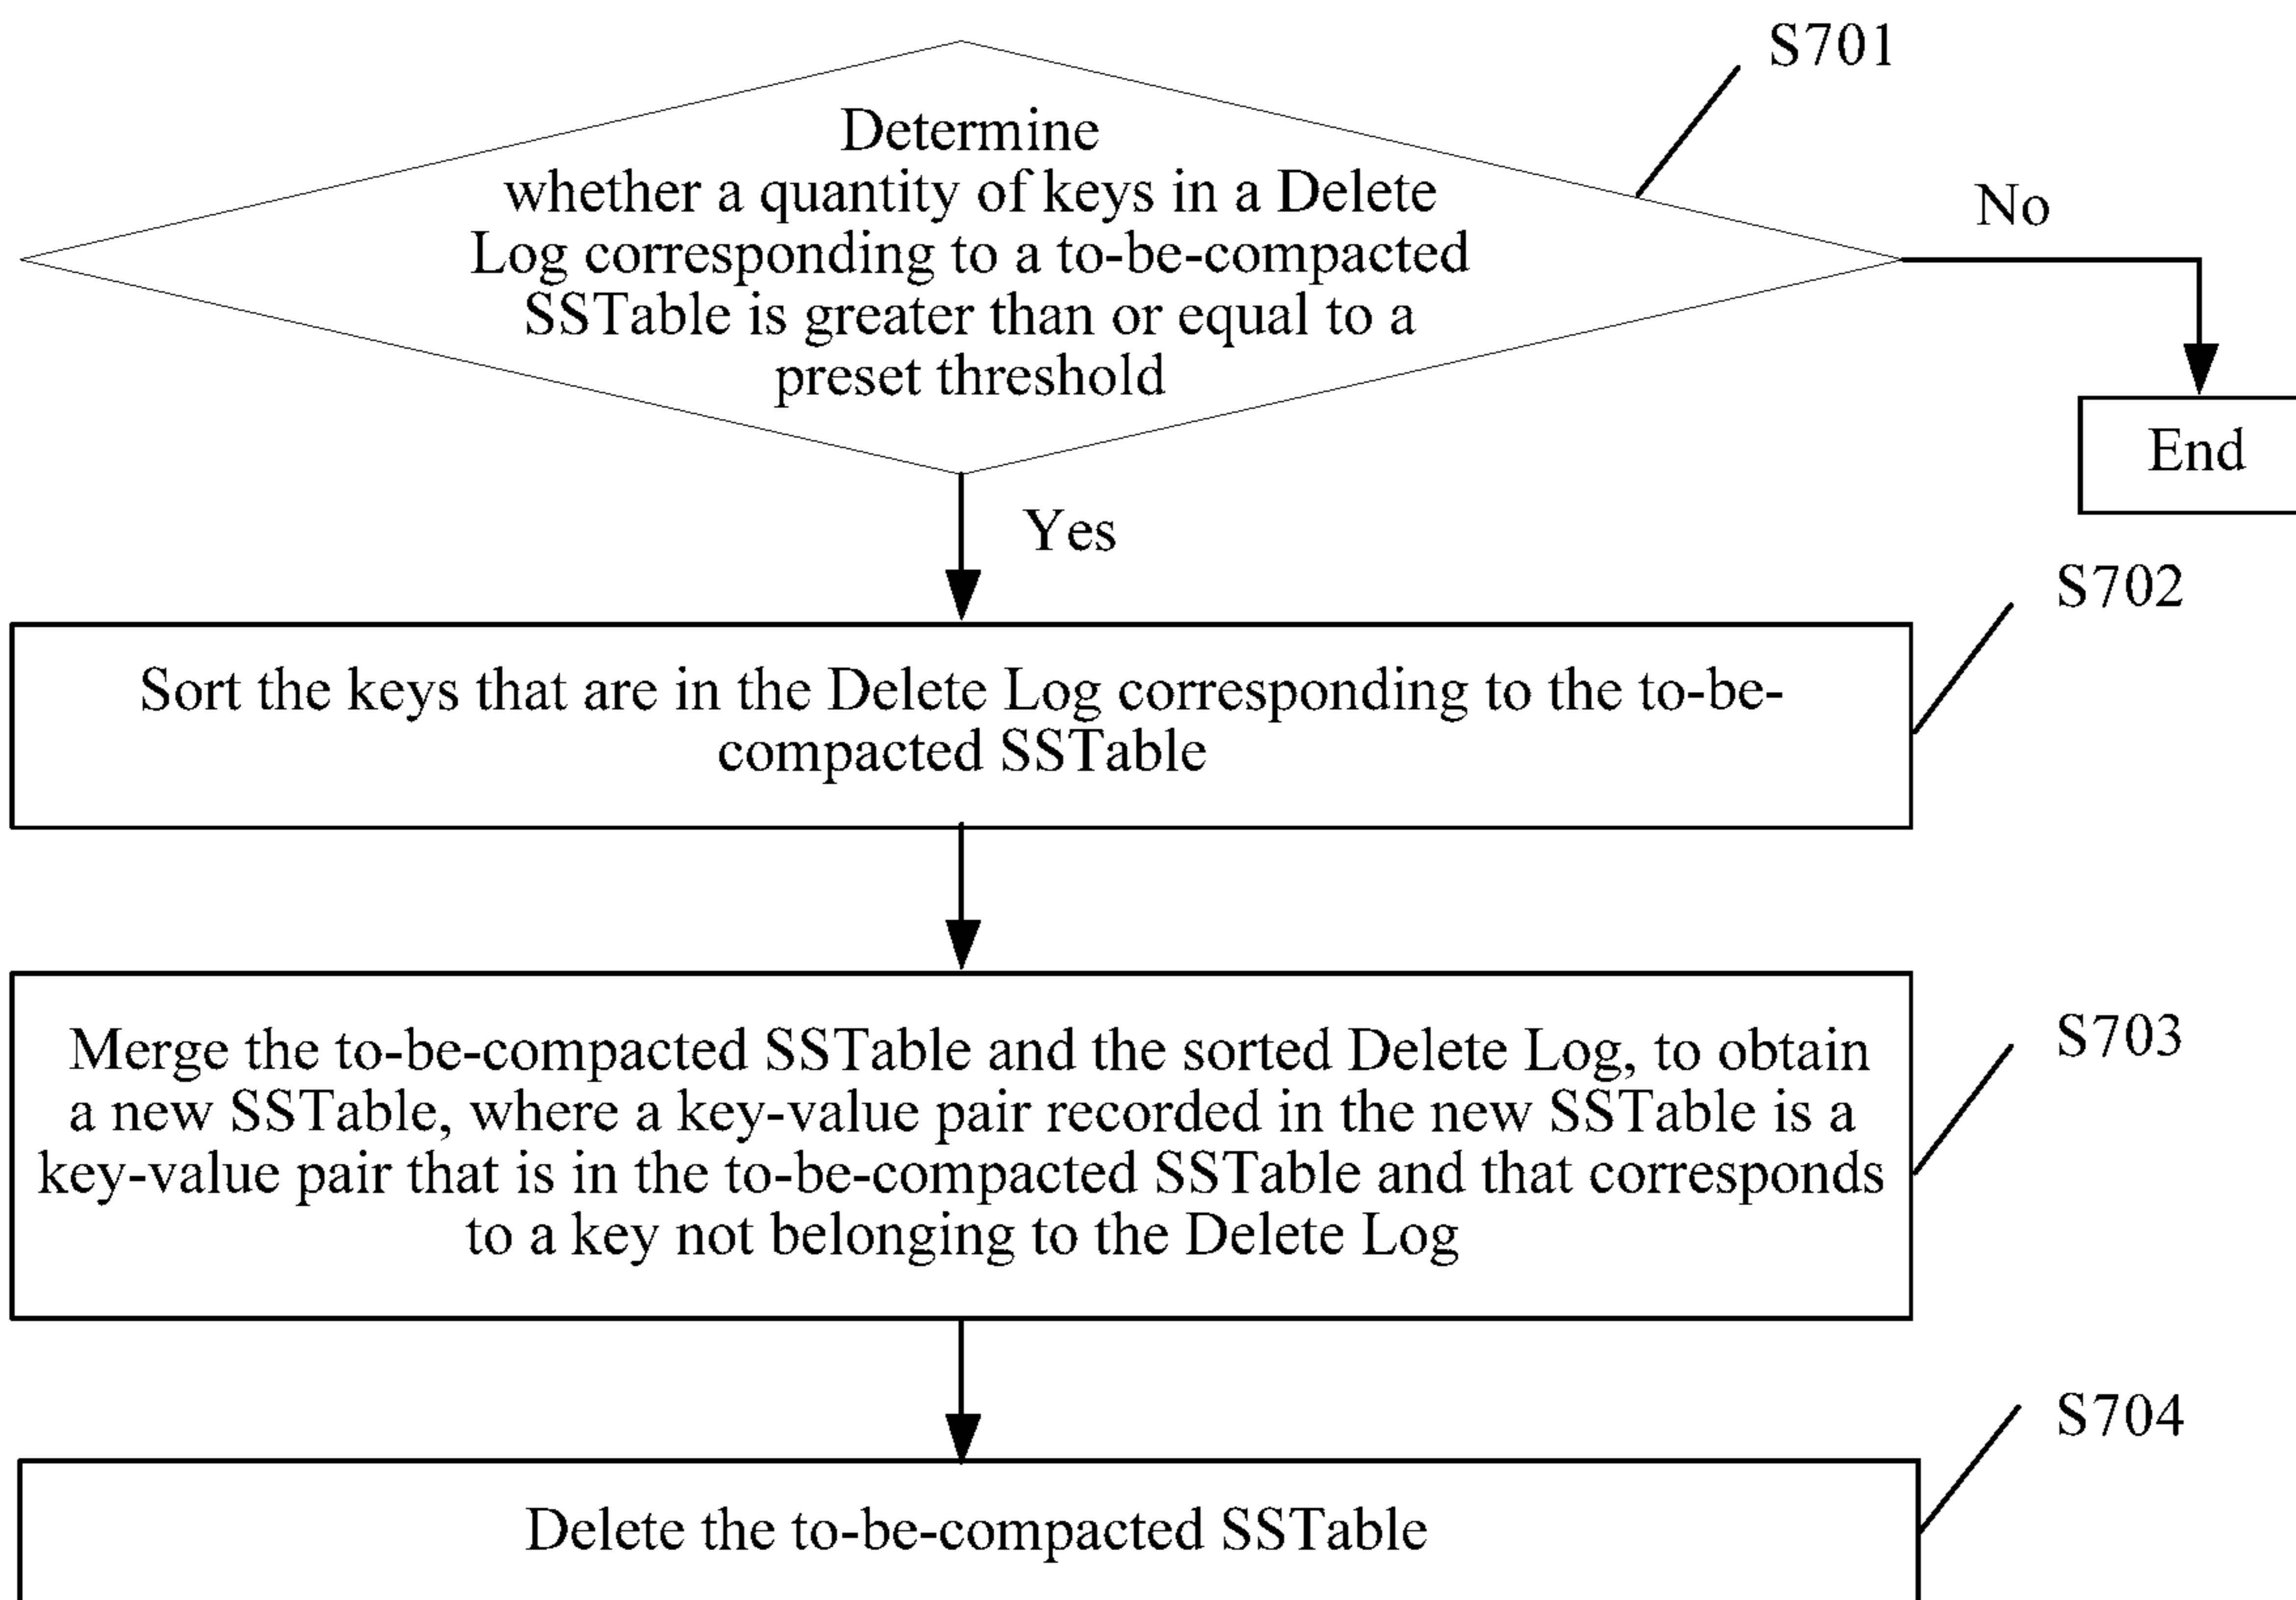 S701
Determine
whether a quantity of keys in a Delete
Log corresponding to a to-be-compacted
SSTable is greater than or equal to a
preset threshold
No
End
Yes
S702
Sort the keys that are in the Delete Log corresponding to the to-be-
compacted SSTable
S703
Merge the to-be-compacted SSTable and the sorted Delete Log, to obtain
a new SSTable, where a key-value pair recorded in the new SSTable is a
key-value pair that is in the to-be-compacted SSTable and that corresponds
to a key not belonging to the Delete Log
S704
Delete the to-be-compacted SSTable